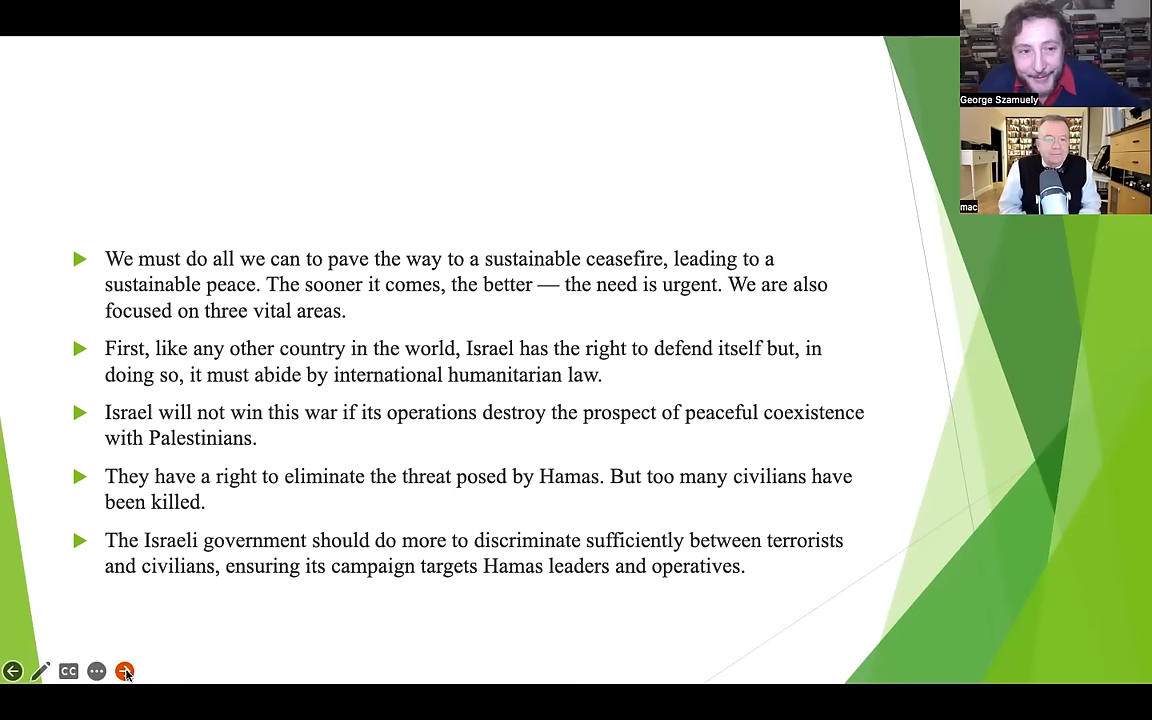 George Szamuely
mac
We must do all we can to pave the way to a sustainable ceasefire, leading to a
sustainable peace. The sooner it comes, the better — the need is urgent. We are also
focused on three vital areas.
First, like any other country in the world, Israel has the right to defend itself but, in
doing so, it must abide by international humanitarian law.
Israel will not win this war if its operations destroy the prospect of peaceful coexistence
with Palestinians.
They have a right to eliminate the threat posed by Hamas. But too many civilians have
been killed.
The Israeli government should do more to discriminate sufficiently between terrorists
and civilians, ensuring its campaign targets Hamas leaders and operatives.
CC